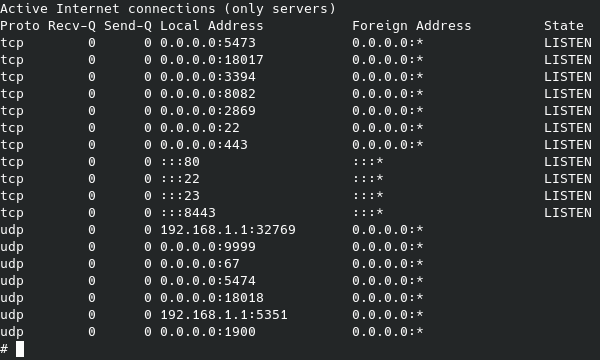 Active Internet connections (only servers)
Proto Recv-Q Send-Q Local Address           Foreign Address         State
tcp        0      0 0.0.0.0:5473            0.0.0.0:*               LISTEN
tcp        0      0 0.0.0.0:18017           0.0.0.0:*               LISTEN
tcp        0      0 0.0.0.0:3394            0.0.0.0:*               LISTEN
tcp        0      0 0.0.0.0:8082            0.0.0.0:*               LISTEN
tcp        0      0 0.0.0.0:2869            0.0.0.0:*               LISTEN
tcp        0      0 0.0.0.0:22              0.0.0.0:*               LISTEN
tcp        0      0 0.0.0.0:443             0.0.0.0:*               LISTEN
tcp        0      0 :::80                   :::*                    LISTEN
tcp        0      0 :::22                   :::*                    LISTEN
tcp        0      0 :::23                   :::*                    LISTEN
tcp        0      0 :::8443                 :::*                    LISTEN
udp        0      0 192.168.1.1:32769       0.0.0.0:*
udp        0      0 0.0.0.0:9999            0.0.0.0:*
udp        0      0 0.0.0.0:67              0.0.0.0:*
udp        0      0 0.0.0.0:5474            0.0.0.0:*
udp        0      0 0.0.0.0:18018           0.0.0.0:*
udp        0      0 192.168.1.1:5351        0.0.0.0:*
udp        0      0 0.0.0.0:1900            0.0.0.0:*
#